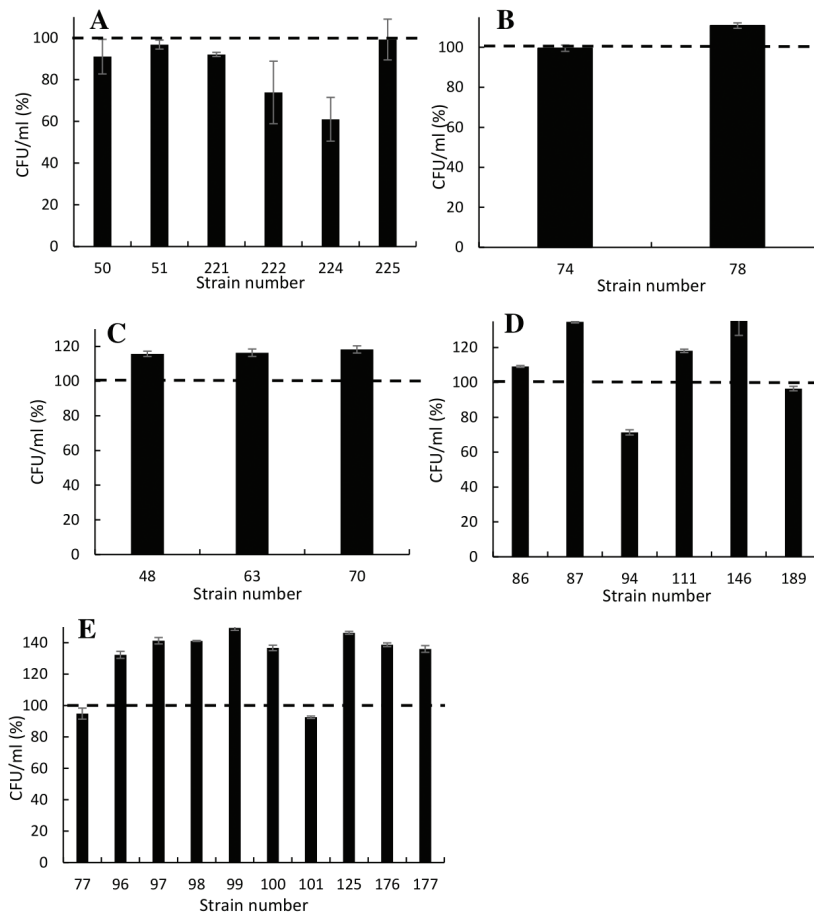 A
CFU/ml (%)
100
80
60
40
20
0
50 51 221 222 224 225
Strain number
B
CFU/ml (%)
100
80
60
40
20
0
74 78
Strain number
C
CFU/ml (%)
120
100
80
60
40
20
0
48 63 70
Strain number
D
CFU/ml (%)
120
100
80
60
40
20
0
86 87 94 111 146 189
Strain number
E
CFU/ml (%)
140
120
100
80
60
40
20
0
77 96 97 98 99 100 101 125 176 177
Strain number